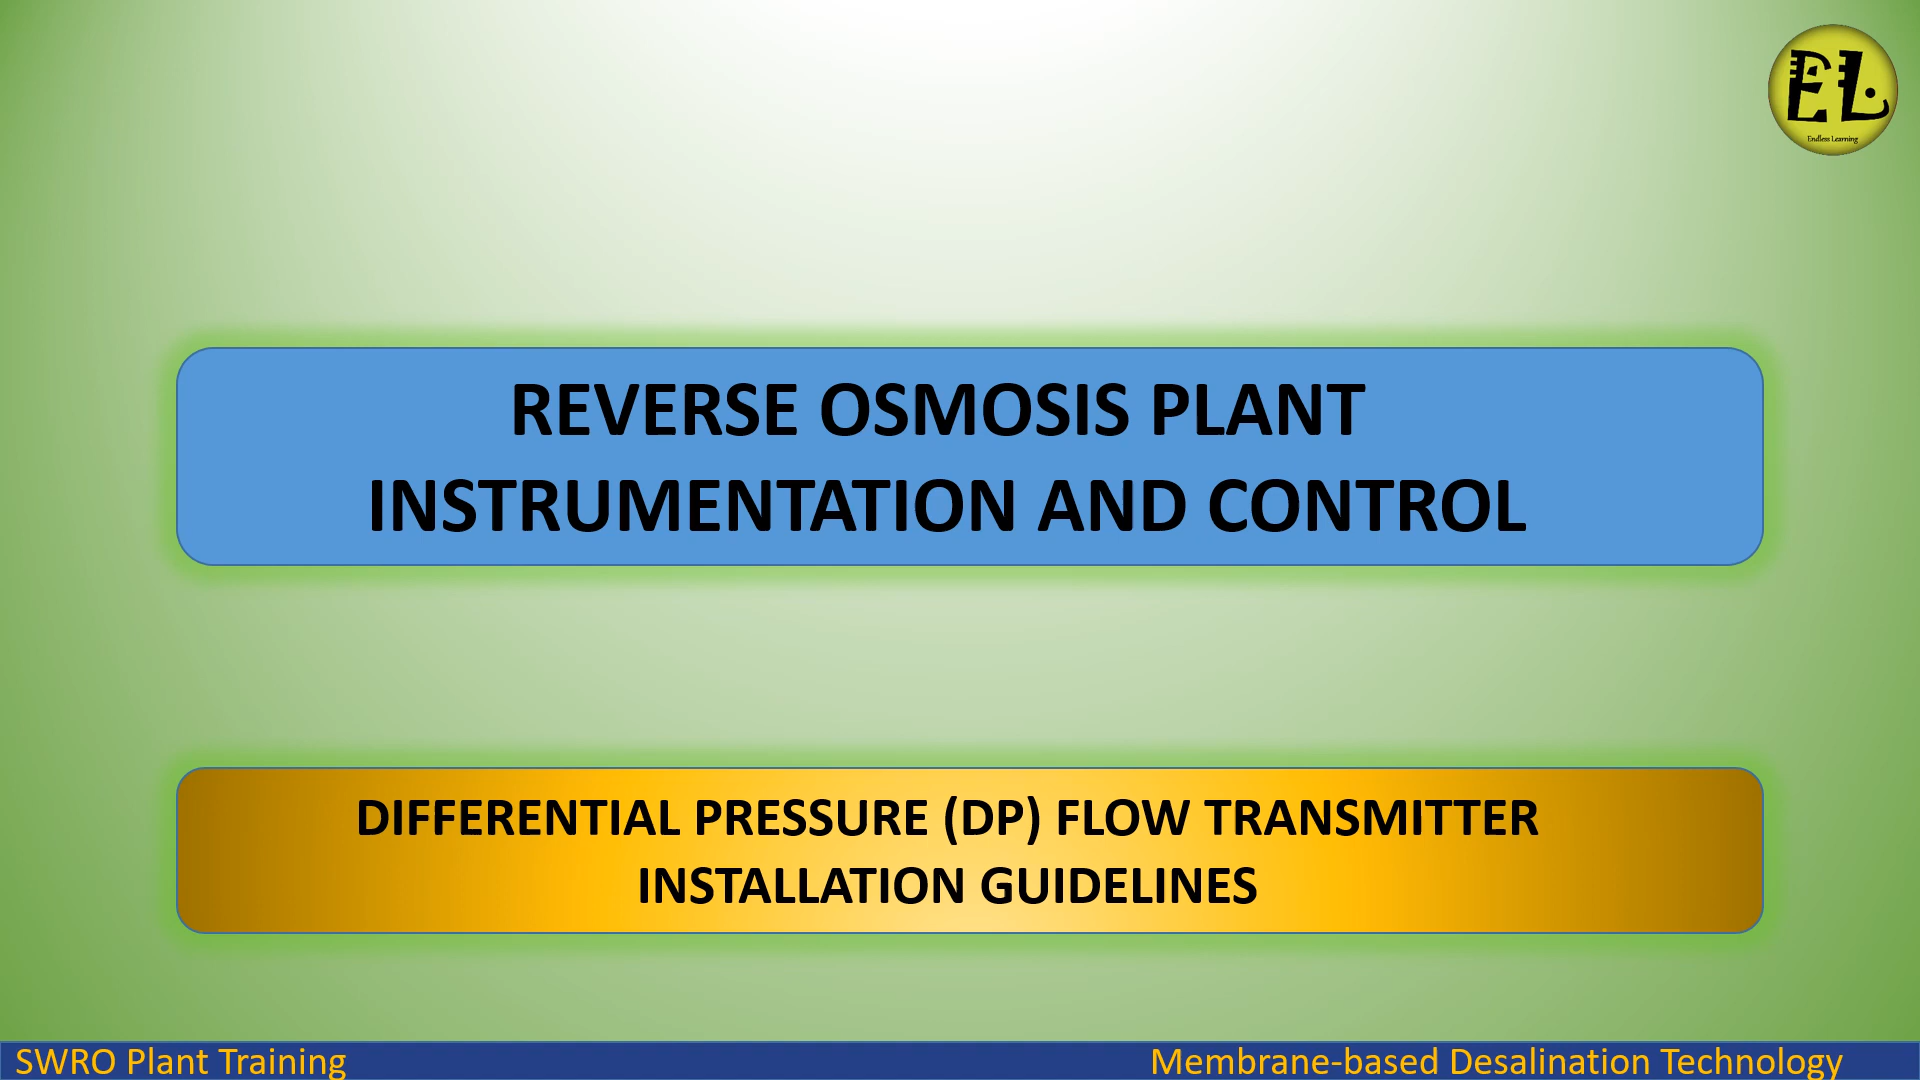 EL
Endless Learning
REVERSE OSMOSIS PLANT
INSTRUMENTATION AND CONTROL
DIFFERENTIAL PRESSURE (DP) FLOW TRANSMITTER
INSTALLATION GUIDELINES
SWRO Plant Training
Membrane-based Desalination Technology